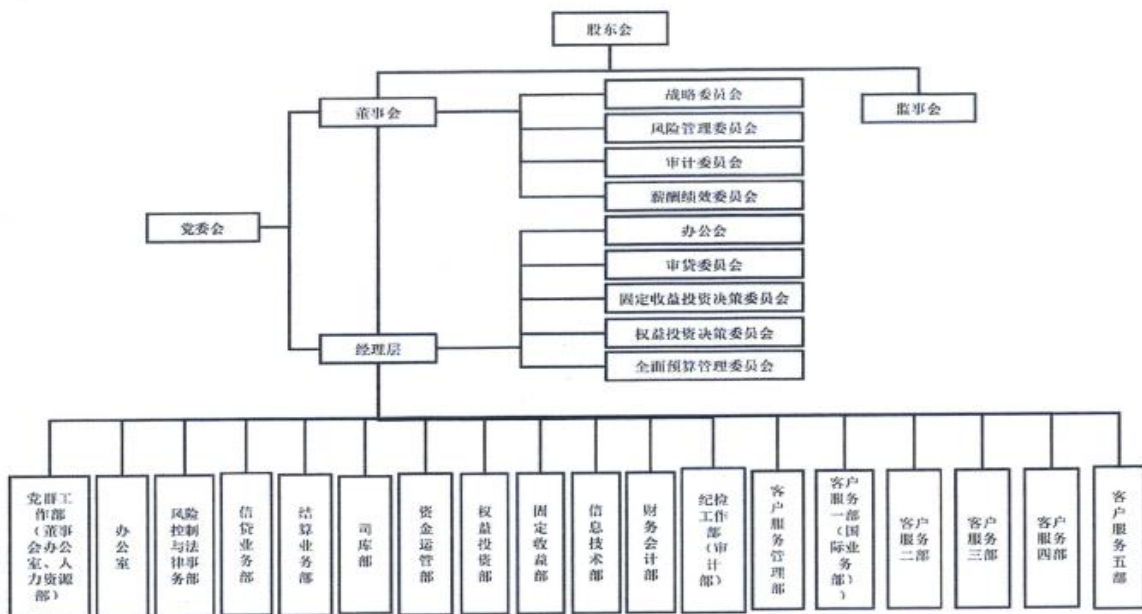 股东会
董事会
监事会
战略委员会
风险管理委员会
审计委员会
薪酬绩效委员会
党委会
办公会
审贷委员会
固定收益投资决策委员会
权益投资决策委员会
经理层
全面预算管理委员会
党群工
作部
（董事
会办公
室、人
力资源
部）
办公室
风险
控制
与法
律事
务部
信贷业务部
结算业务部
司库部
资金运管部
权益投资部
固定收益部
信息技术部
财务会计部
纪检
工作部（审计部）
客户服务管理部
客户
服务
一部
（国
际业
务部）
客户
服务
二部
客户
服务
三部
客户
服务
四部
客户服务五部